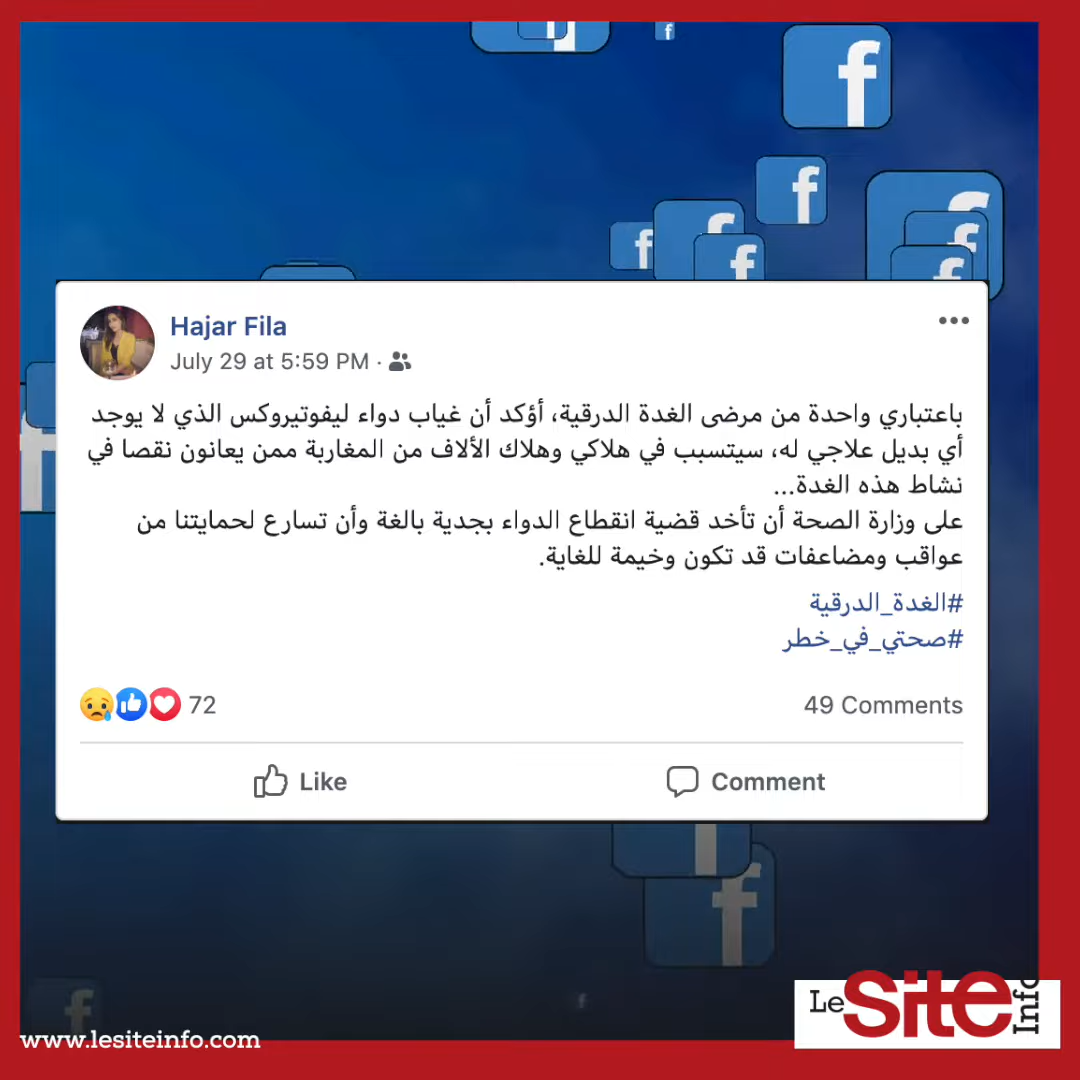 Hajar Fila
July 29 at 5:59 PM ·
باعتباري واحدة من مرضى الغدة الدرقية، أؤكد أن غياب دواء ليفوتيروكس الذي لا يوجد
أي بديل علاجي له، سيتسبب في هلاكي وهلاك الألاف من المغاربة ممن يعانون نقصا في
نشاط هذه الغدة...
على وزارة الصحة أن تأخد قضية انقطاع الدواء بجدية بالغة وأن تسارع لحمايتنا من
عواقب ومضاعفات قد تكون وخيمة للغاية.
#الغدة_الدرقية
#صحتي_في_خطر
72
49 Comments
Like
Comment
www.lesiteinfo.com
Le Site Info